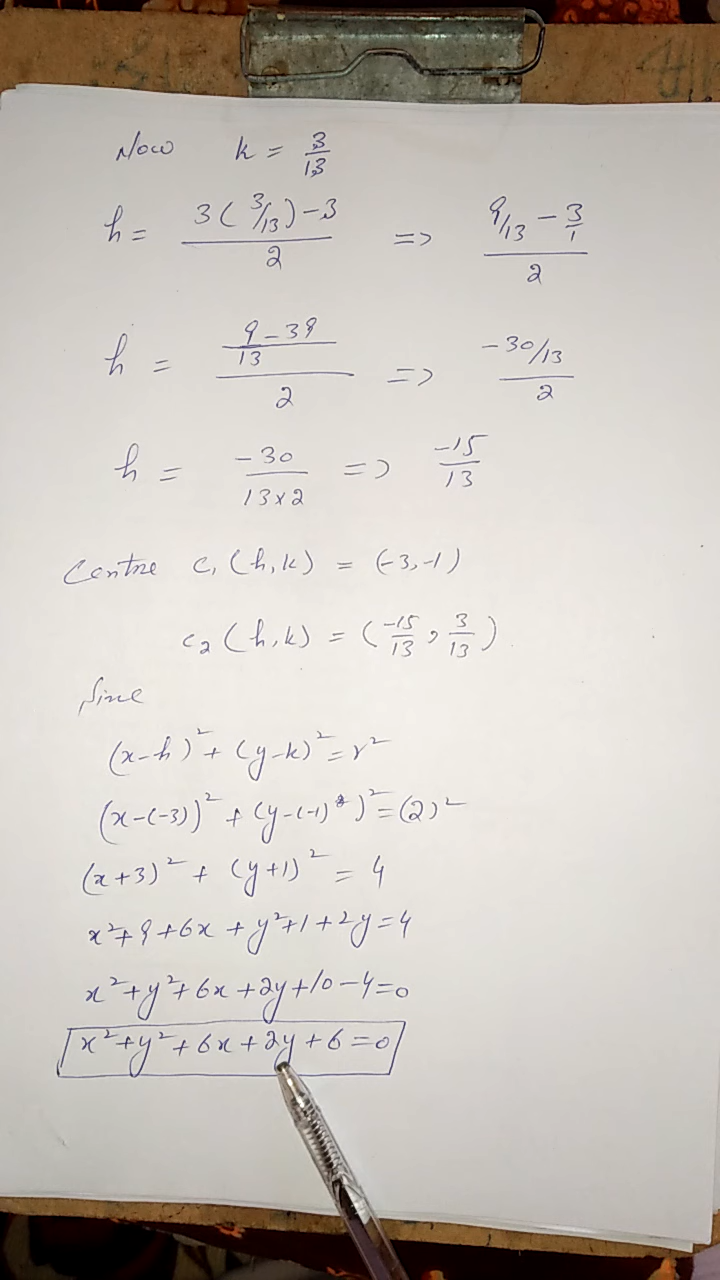 Now k = 3/13
h = (3(3/13)-3)/2 => (9/13 - 3/1)/2
h = ((9-39)/13)/2 => (-30/13)/2
h = -30/(13×2) => -15/13
Centre c₁(h,k) = (-3,-1)
c₂(h,k) = (-15/13, 3/13)
Sine
(x-h)²+(y-k)²=r²
(x-(-3))²+(y-(-1))²=(2)²
(x+3)²+(y+1)²=4
x²+9+6x+y²+1+2y=4
x²+y²+6x+2y+10-4=0
x²+y²+6x+2y+6=0